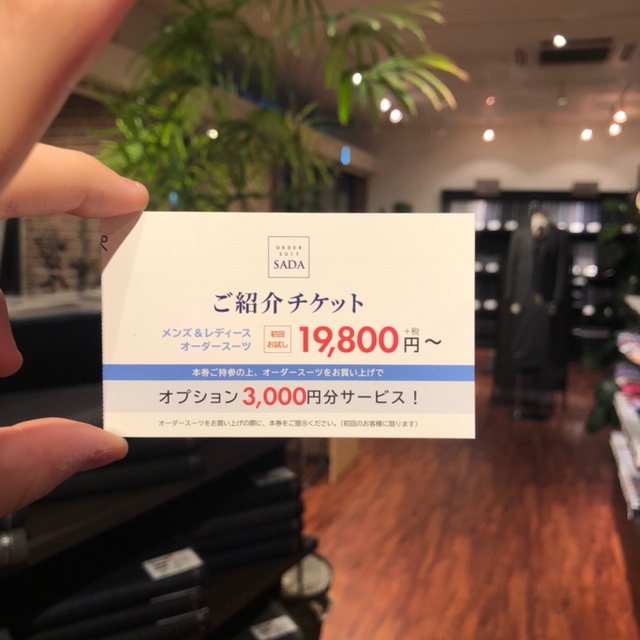 ORDER
SUIT
SADA
ご紹介チケット
メンズ&レディース
オーダースーツ
初回
お試し
19,800円+税〜
本券ご持参の上、オーダースーツをお買い上げで
オプション3,000円分サービス！
オーダースーツをお買い上げの際に、本券をご提示ください。（初回のお客様に限ります）